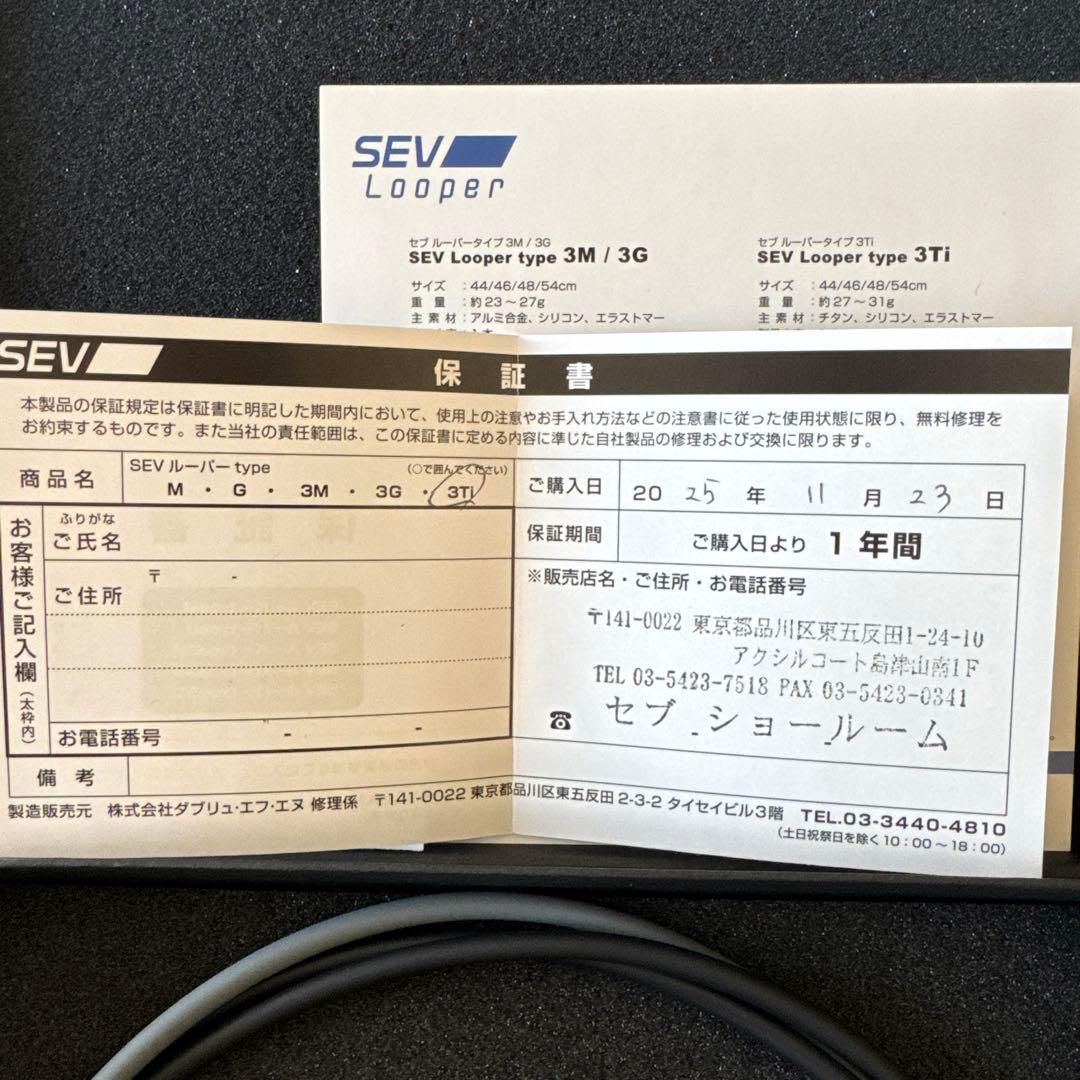 SEV
Looper
セブ ルーパータイプ3M / 3G
SEV Looper type 3M / 3G
サイズ :44/46/48/54cm
重量 :約23～27g
主素材:アルミ合金、シリコン、エラストマー
セブ ルーパータイプ3Ti
SEV Looper type 3Ti
サイズ :44/46/48/54cm
重量 :約27～31g
主素材:チタン、シリコン、エラストマー
SEV
保証書
本製品の保証規定は保証書に明記した期間内において、使用上の注意やお手入れ方法などの注意書に従った使用状態に限り、無料修理を
お約束するものです。また当社の責任範囲は、この保証書に定める内容に準じた自社製品の修理および交換に限ります。
商品名
SEV ルーパー type
(○で囲んでください)
M ・ G ・ 3M ・ 3G ・ 3Ti
お客様ご記入欄(太枠内)
ふりがな
ご氏名
〒 -
ご住所
お電話番号 - -
備考
ご購入日 2025年 11月 23日
保証期間 ご購入日より 1年間
※販売店名・ご住所・お電話番号
〒141-0022 東京都品川区東五反田1-24-10
アクシルコート島津山南1F
TEL 03-5423-7518 FAX 03-5423-0341
☎ セブ ショールーム
製造販売元 株式会社ダブリュ・エフ・エヌ 修理係 〒141-0022 東京都品川区東五反田 2-3-2 タイセイビル3階 TEL.03-3440-4810
(土日祝祭日を除く10:00～18:00)